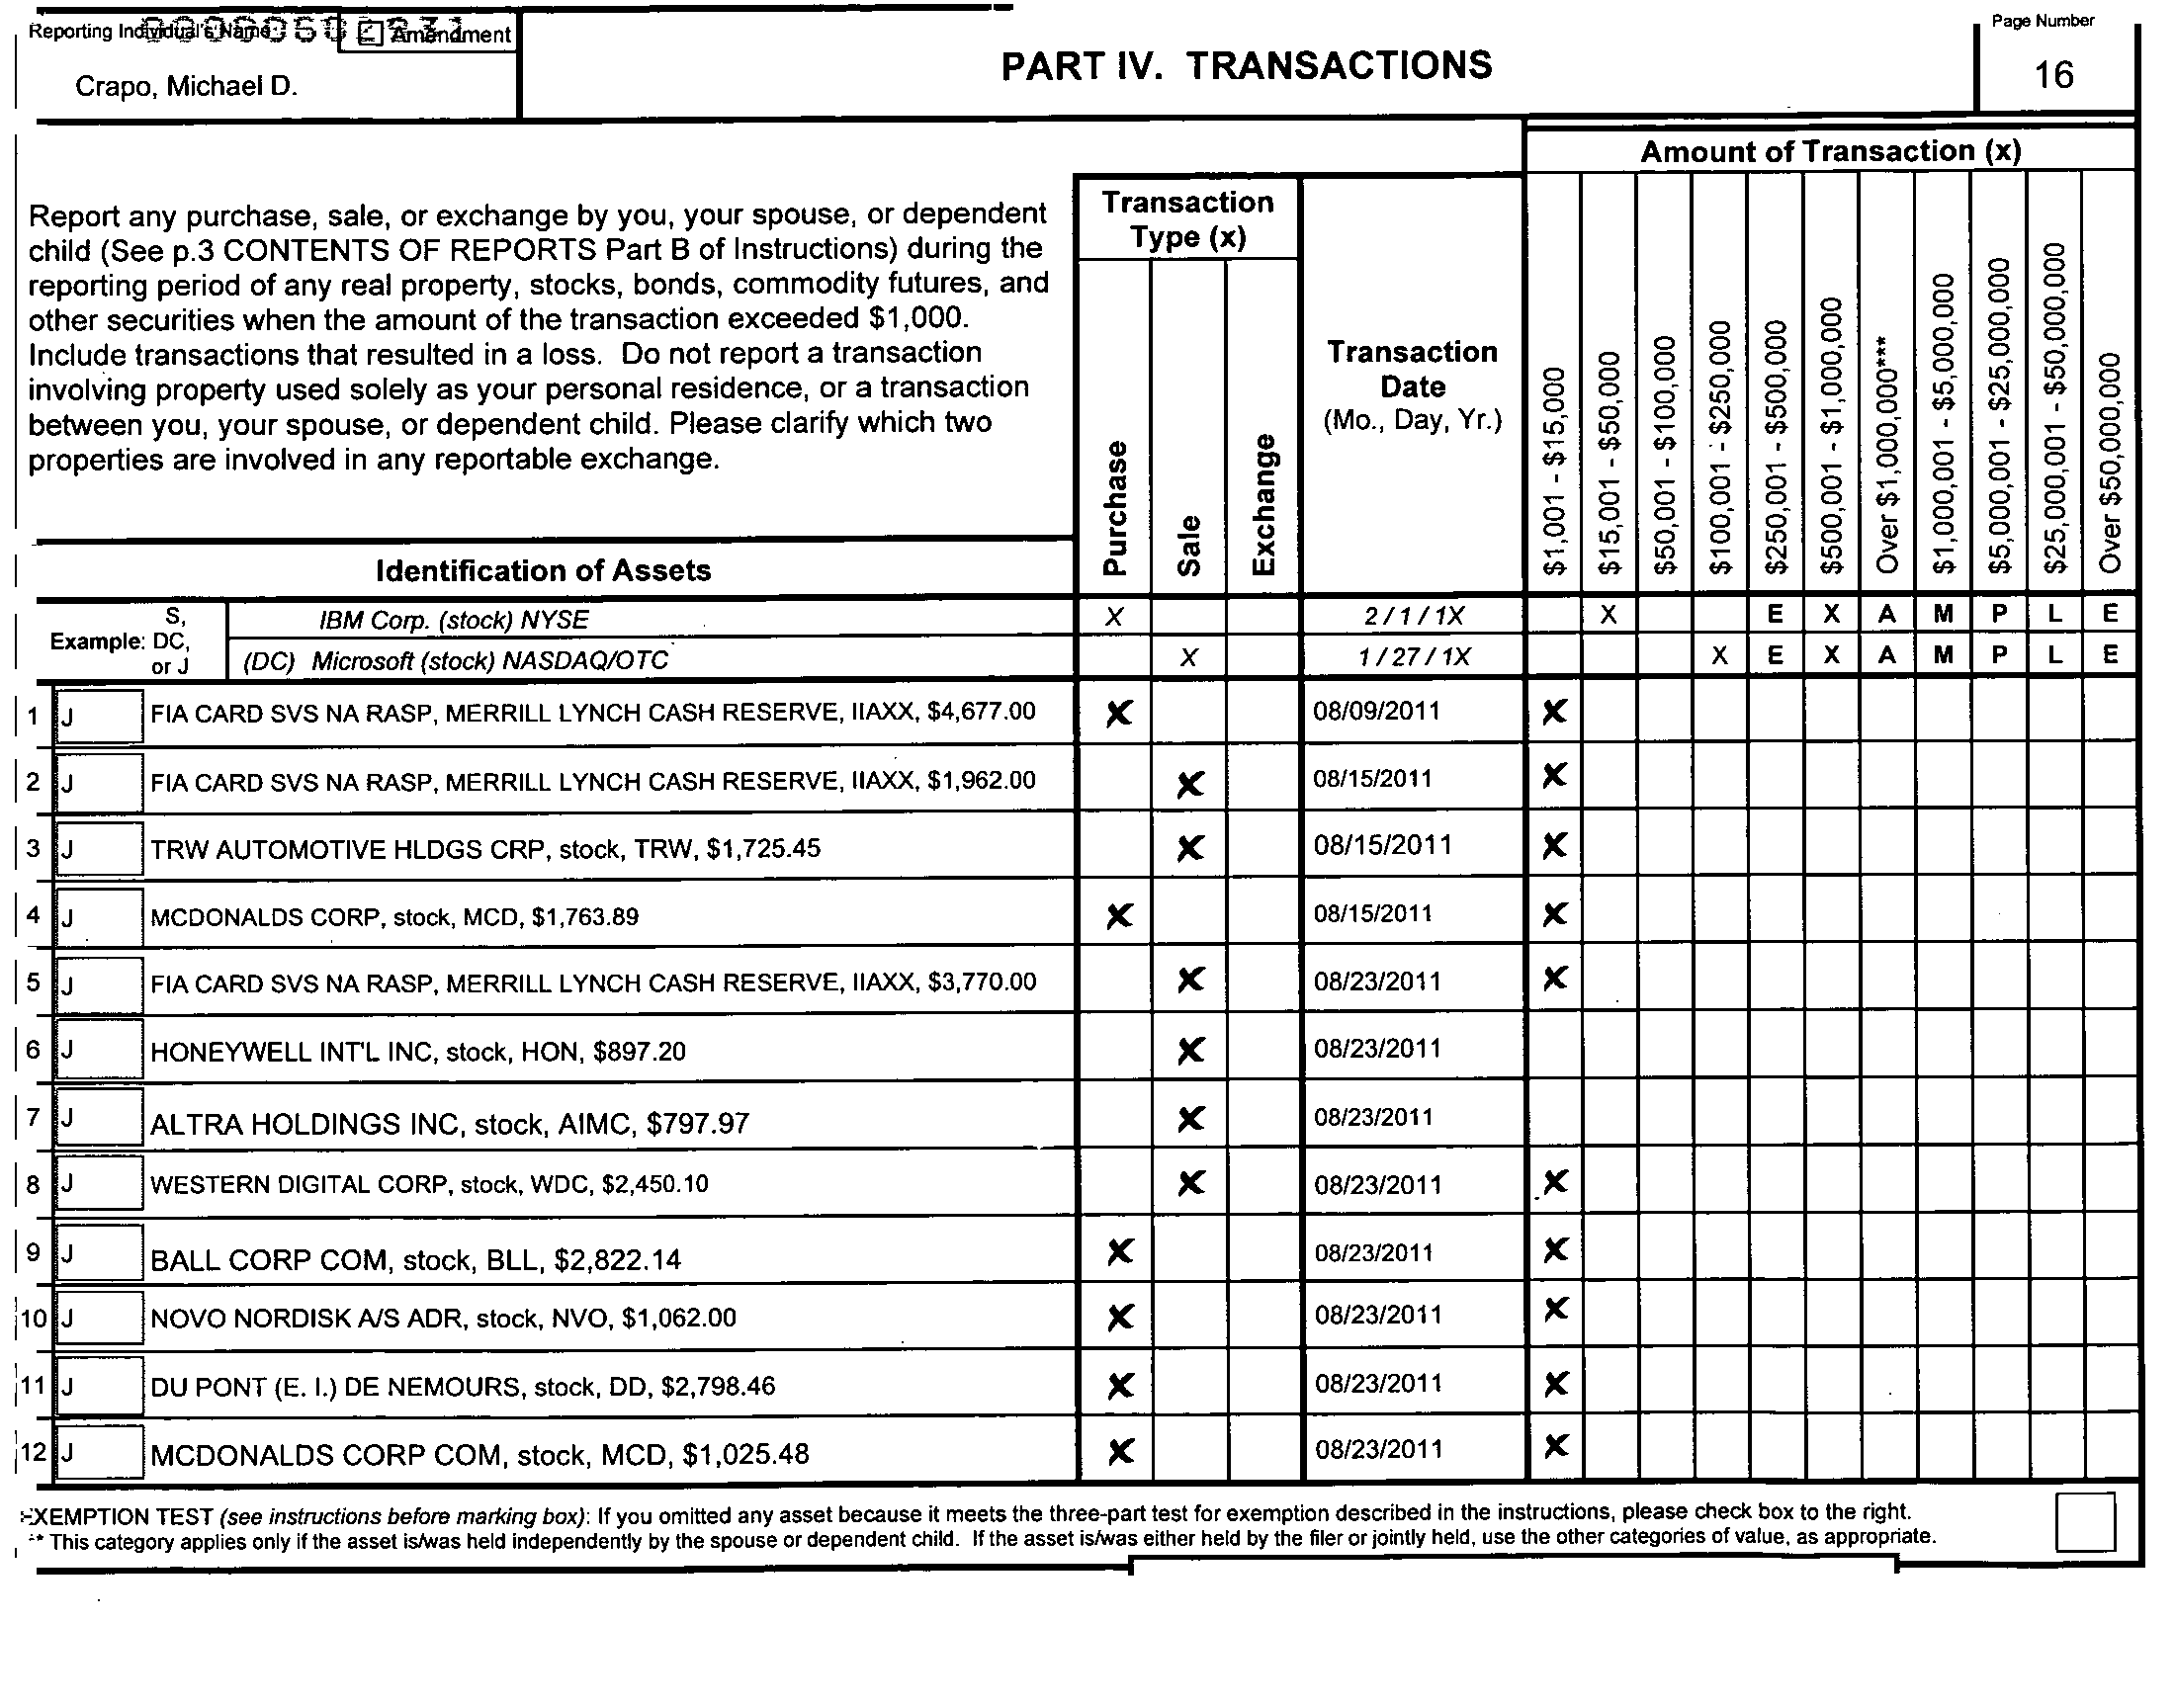 Reporting Individual's Name
Amendment
Crapo, Michael D.
PART IV. TRANSACTIONS
Page Number
16
Report any purchase, sale, or exchange by you, your spouse, or dependent
child (See p.3 CONTENTS OF REPORTS Part B of Instructions) during the
reporting period of any real property, stocks, bonds, commodity futures, and
other securities when the amount of the transaction exceeded $1,000.
Include transactions that resulted in a loss. Do not report a transaction
involving property used solely as your personal residence, or a transaction
between you, your spouse, or dependent child. Please clarify which two
properties are involved in any reportable exchange.
Identification of Assets
Transaction
Type (x)
Purchase
Sale
Exchange
Transaction
Date
(Mo., Day, Yr.)
Amount of Transaction (x)
$1,001 - $15,000
$15,001 - $50,000
$50,001 - $100,000
$100,001 - $250,000
$250,001 - $500,000
$500,001 - $1,000,000
Over $1,000,000***
$1,000,001 - $5,000,000
$5,000,001 - $25,000,000
$25,000,001 - $50,000,000
Over $50,000,000
Example: S, DC, or J
IBM Corp. (stock) NYSE X 2 / 1 / 1X X E X A M P L E
(DC) Microsoft (stock) NASDAQ/OTC X 1 / 27 / 1X X E X A M P L E
1 J FIA CARD SVS NA RASP, MERRILL LYNCH CASH RESERVE, IIAXX, $4,677.00 X 08/09/2011 X
2 J FIA CARD SVS NA RASP, MERRILL LYNCH CASH RESERVE, IIAXX, $1,962.00 X 08/15/2011 X
3 J TRW AUTOMOTIVE HLDGS CRP, stock, TRW, $1,725.45 X 08/15/2011 X
4 J MCDONALDS CORP, stock, MCD, $1,763.89 X 08/15/2011 X
5 J FIA CARD SVS NA RASP, MERRILL LYNCH CASH RESERVE, IIAXX, $3,770.00 X 08/23/2011 X
6 J HONEYWELL INT'L INC, stock, HON, $897.20 X 08/23/2011
7 J ALTRA HOLDINGS INC, stock, AIMC, $797.97 X 08/23/2011
8 J WESTERN DIGITAL CORP, stock, WDC, $2,450.10 X 08/23/2011 X
9 J BALL CORP COM, stock, BLL, $2,822.14 X 08/23/2011 X
10 J NOVO NORDISK A/S ADR, stock, NVO, $1,062.00 X 08/23/2011 X
11 J DU PONT (E. I.) DE NEMOURS, stock, DD, $2,798.46 X 08/23/2011 X
12 J MCDONALDS CORP COM, stock, MCD, $1,025.48 X 08/23/2011 X
EXEMPTION TEST (see instructions before marking box): If you omitted any asset because it meets the three-part test for exemption described in the instructions, please check box to the right.
** This category applies only if the asset is/was held independently by the spouse or dependent child. If the asset is/was either held by the filer or jointly held, use the other categories of value, as appropriate.